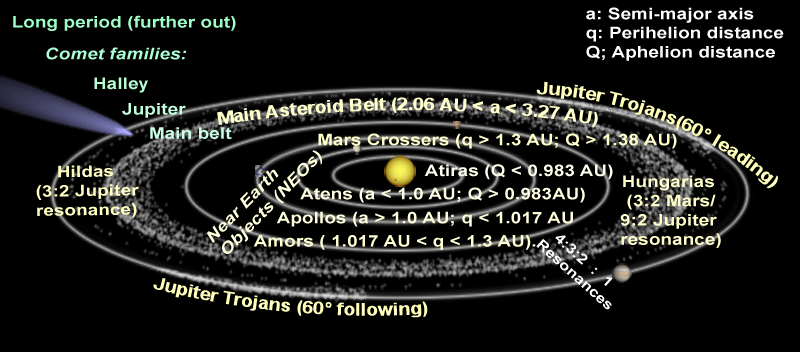 Long period (further out)
Comet families:
Halley
Jupiter
Main belt
a: Semi-major axis
q: Perihelion distance
Q; Aphelion distance
Jupiter Trojans(60° leading)
Main Asteroid Belt (2.06 AU < a < 3.27 AU)
Mars Crossers (q > 1.3 AU; Q > 1.38 AU)
Hildas
(3:2 Jupiter
resonance)
Near Earth
Objects (NEOs)
Atiras (Q < 0.983 AU)
Atens (a < 1.0 AU; Q > 0.983AU)
Apollos (a > 1.0 AU; q < 1.017 AU
Amors ( 1.017 AU < q < 1.3 AU).
Hungarias
(3:2 Mars/
9:2 Jupiter
resonance)
4:3:2 : 1
Resonances
Jupiter Trojans (60° following)